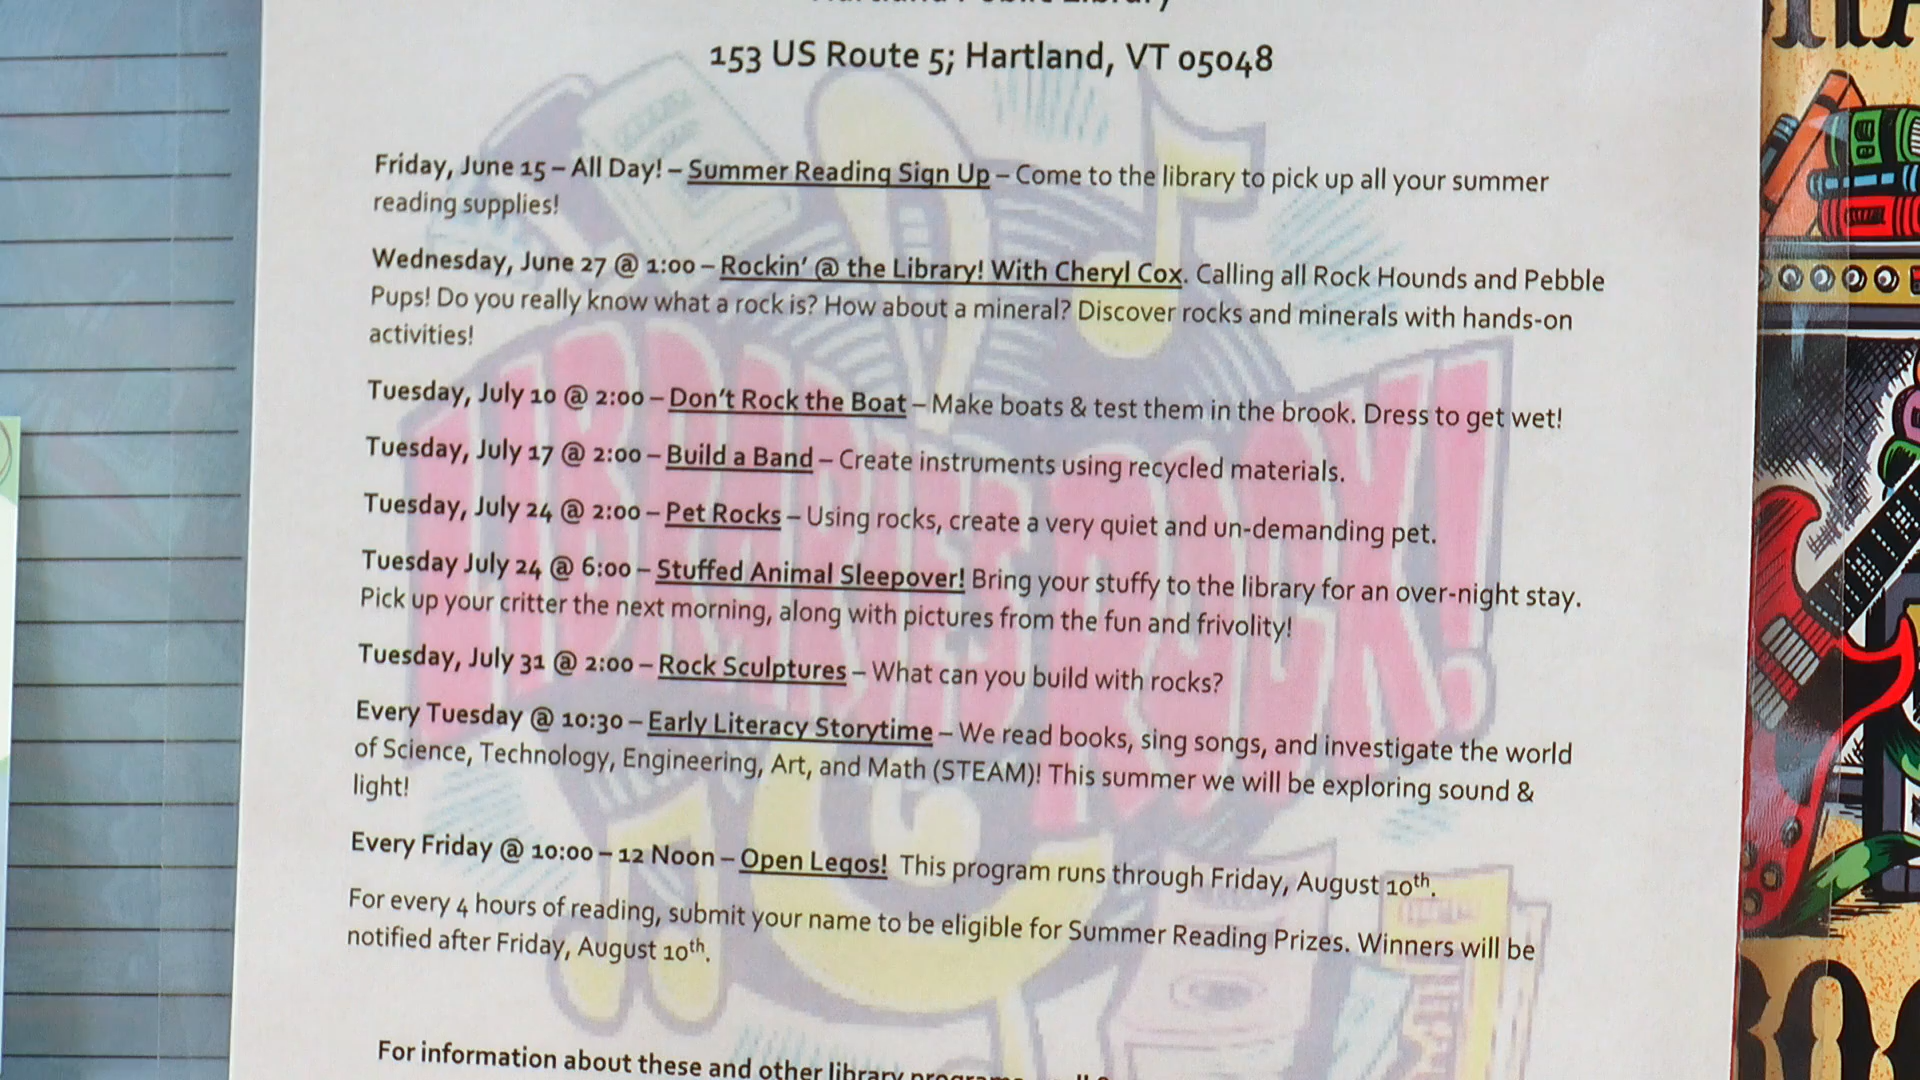 Hartland Public Library
153 US Route 5; Hartland, VT 05048
Friday, June 15 – All Day! – Summer Reading Sign Up – Come to the library to pick up all your summer
reading supplies!
Wednesday, June 27 @ 1:00 – Rockin' @ the Library! With Cheryl Cox. Calling all Rock Hounds and Pebble
Pups! Do you really know what a rock is? How about a mineral? Discover rocks and minerals with hands-on
activities!
Tuesday, July 10 @ 2:00 – Don't Rock the Boat – Make boats & test them in the brook. Dress to get wet!
Tuesday, July 17 @ 2:00 – Build a Band – Create instruments using recycled materials.
Tuesday, July 24 @ 2:00 – Pet Rocks – Using rocks, create a very quiet and un-demanding pet.
Tuesday July 24 @ 6:00 – Stuffed Animal Sleepover! Bring your stuffy to the library for an over-night stay.
Pick up your critter the next morning, along with pictures from the fun and frivolity!
Tuesday, July 31 @ 2:00 – Rock Sculptures – What can you build with rocks?
Every Tuesday @ 10:30 – Early Literacy Storytime – We read books, sing songs, and investigate the world
of Science, Technology, Engineering, Art, and Math (STEAM)! This summer we will be exploring sound &
light!
Every Friday @ 10:00 – 12 Noon – Open Legos! This program runs through Friday, August 10th.
For every 4 hours of reading, submit your name to be eligible for Summer Reading Prizes. Winners will be
notified after Friday, August 10th.
For information about these and other library
LIBRARIES ROCK!